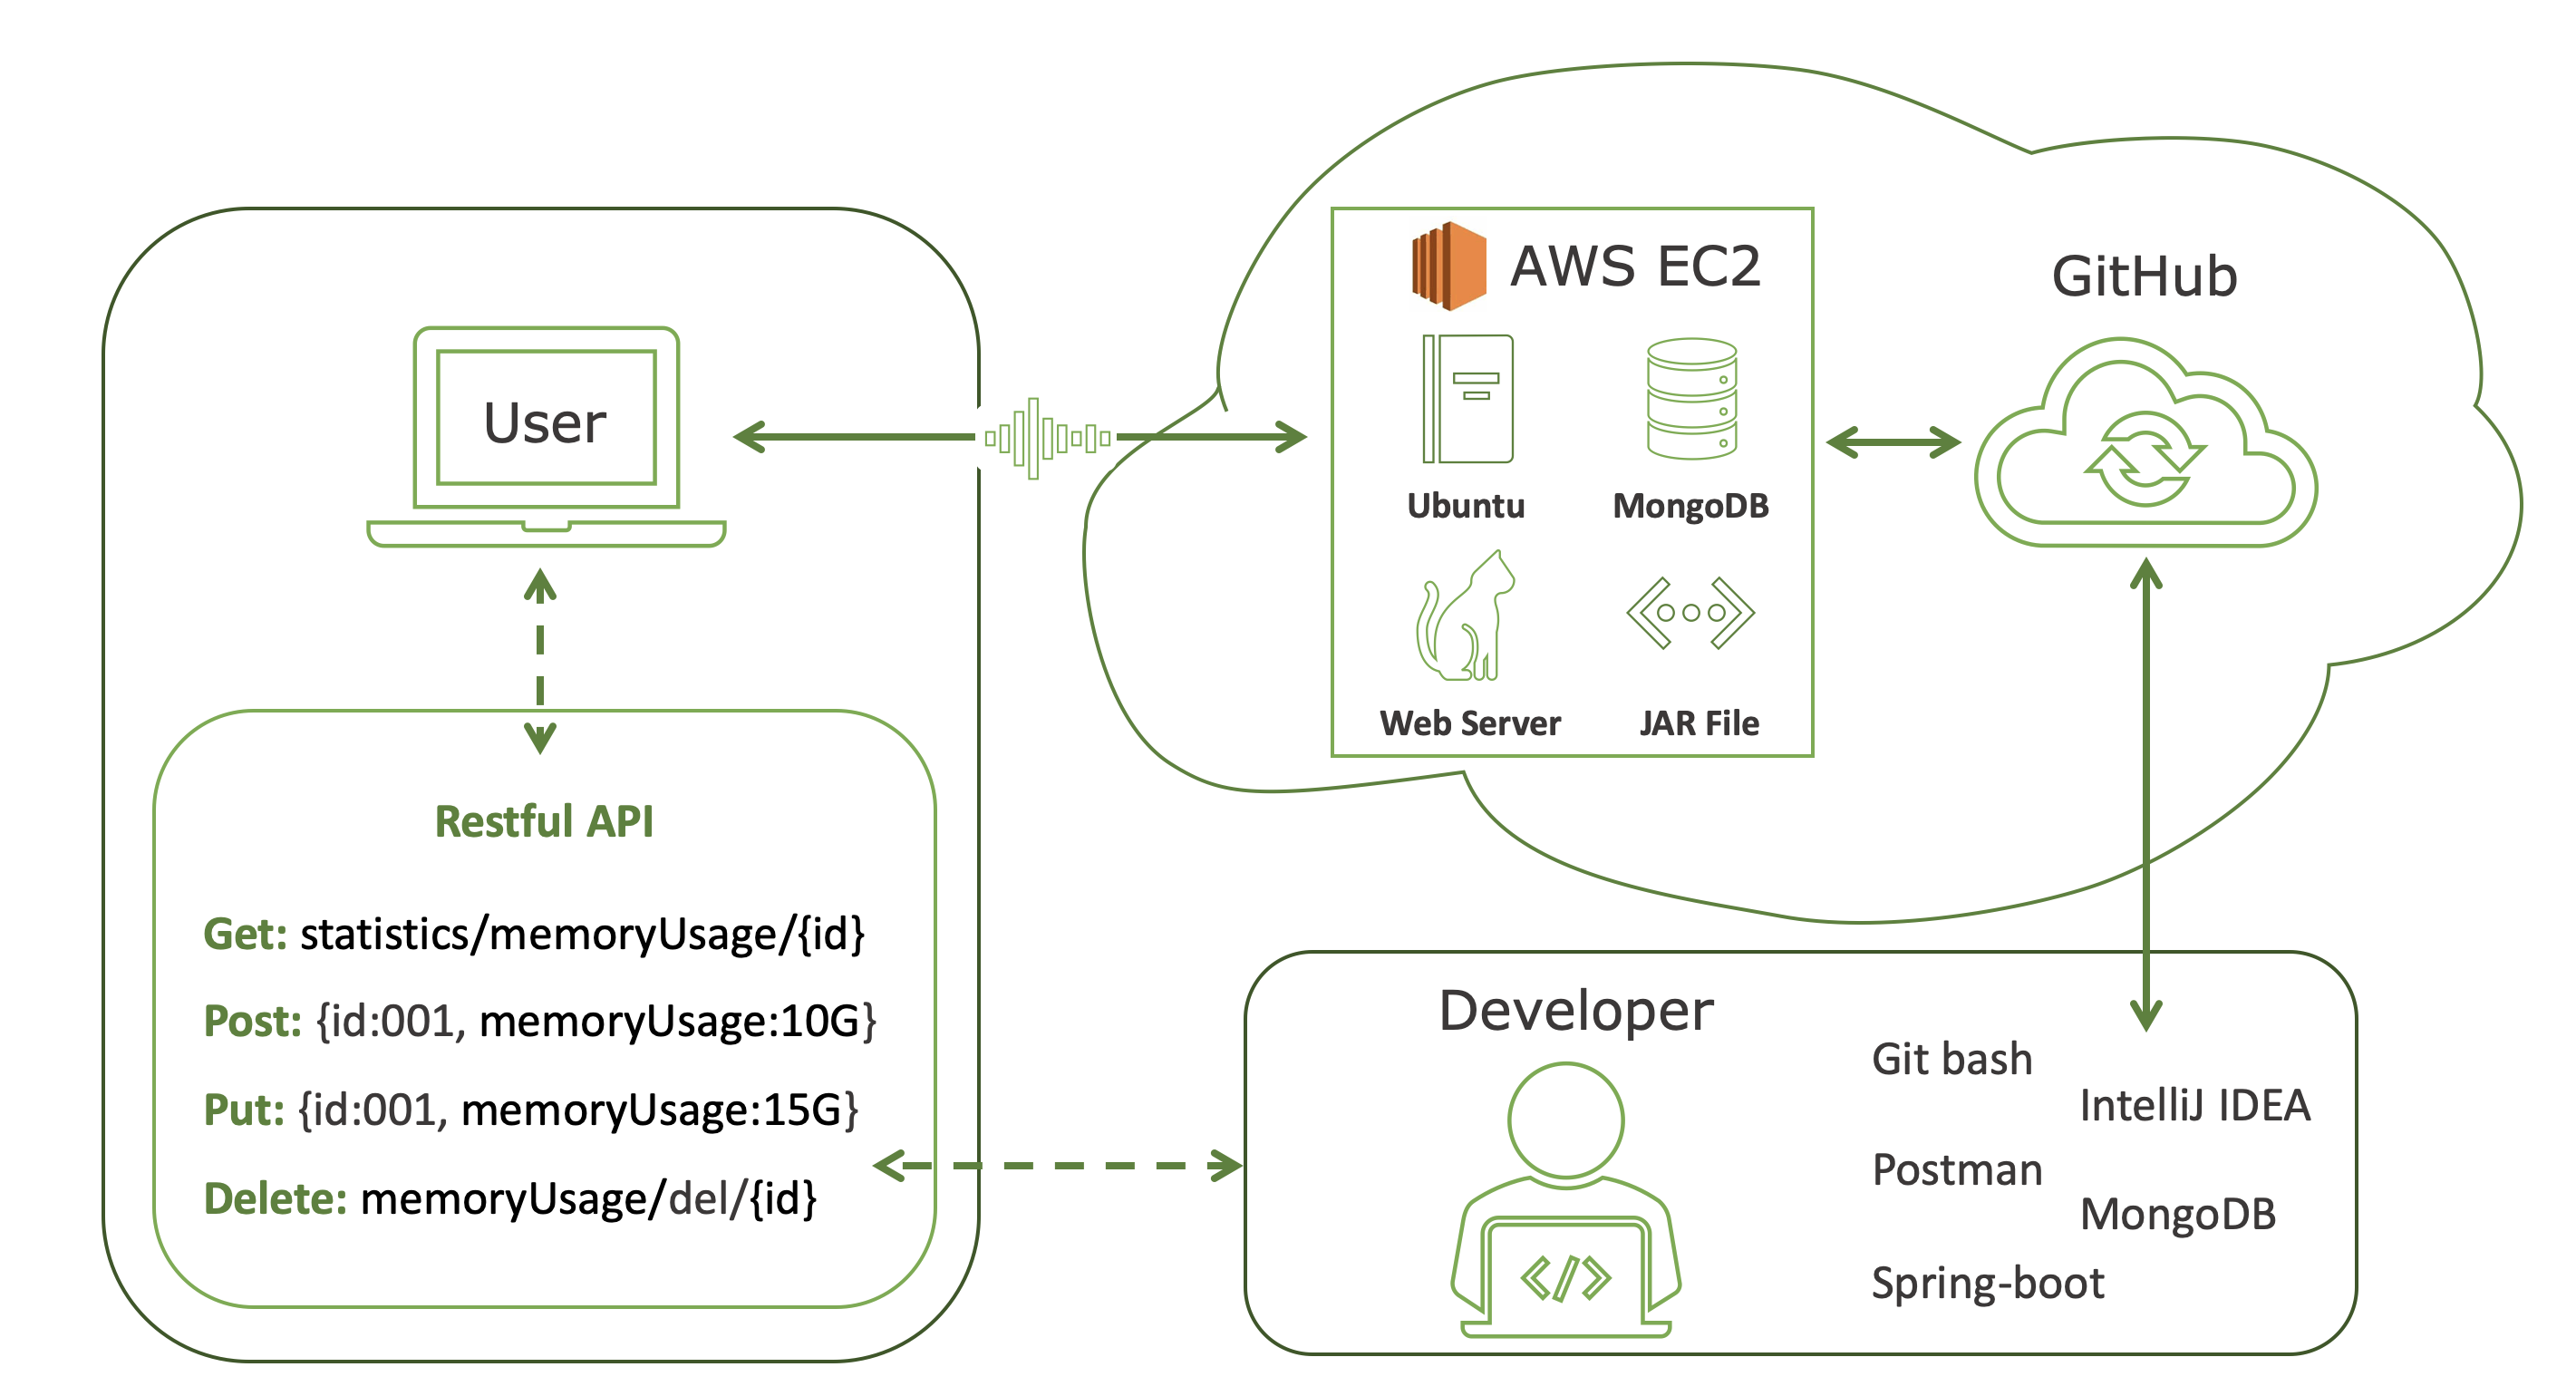 User
Restful API
Get: statistics/memoryUsage/{id}
Post: {id:001, memoryUsage:10G}
Put: {id:001, memoryUsage:15G}
Delete: memoryUsage/del/{id}
AWS EC2
Ubuntu
MongoDB
Web Server
JAR File
GitHub
Developer
</>
Git bash
IntelliJ IDEA
Postman
MongoDB
Spring-boot